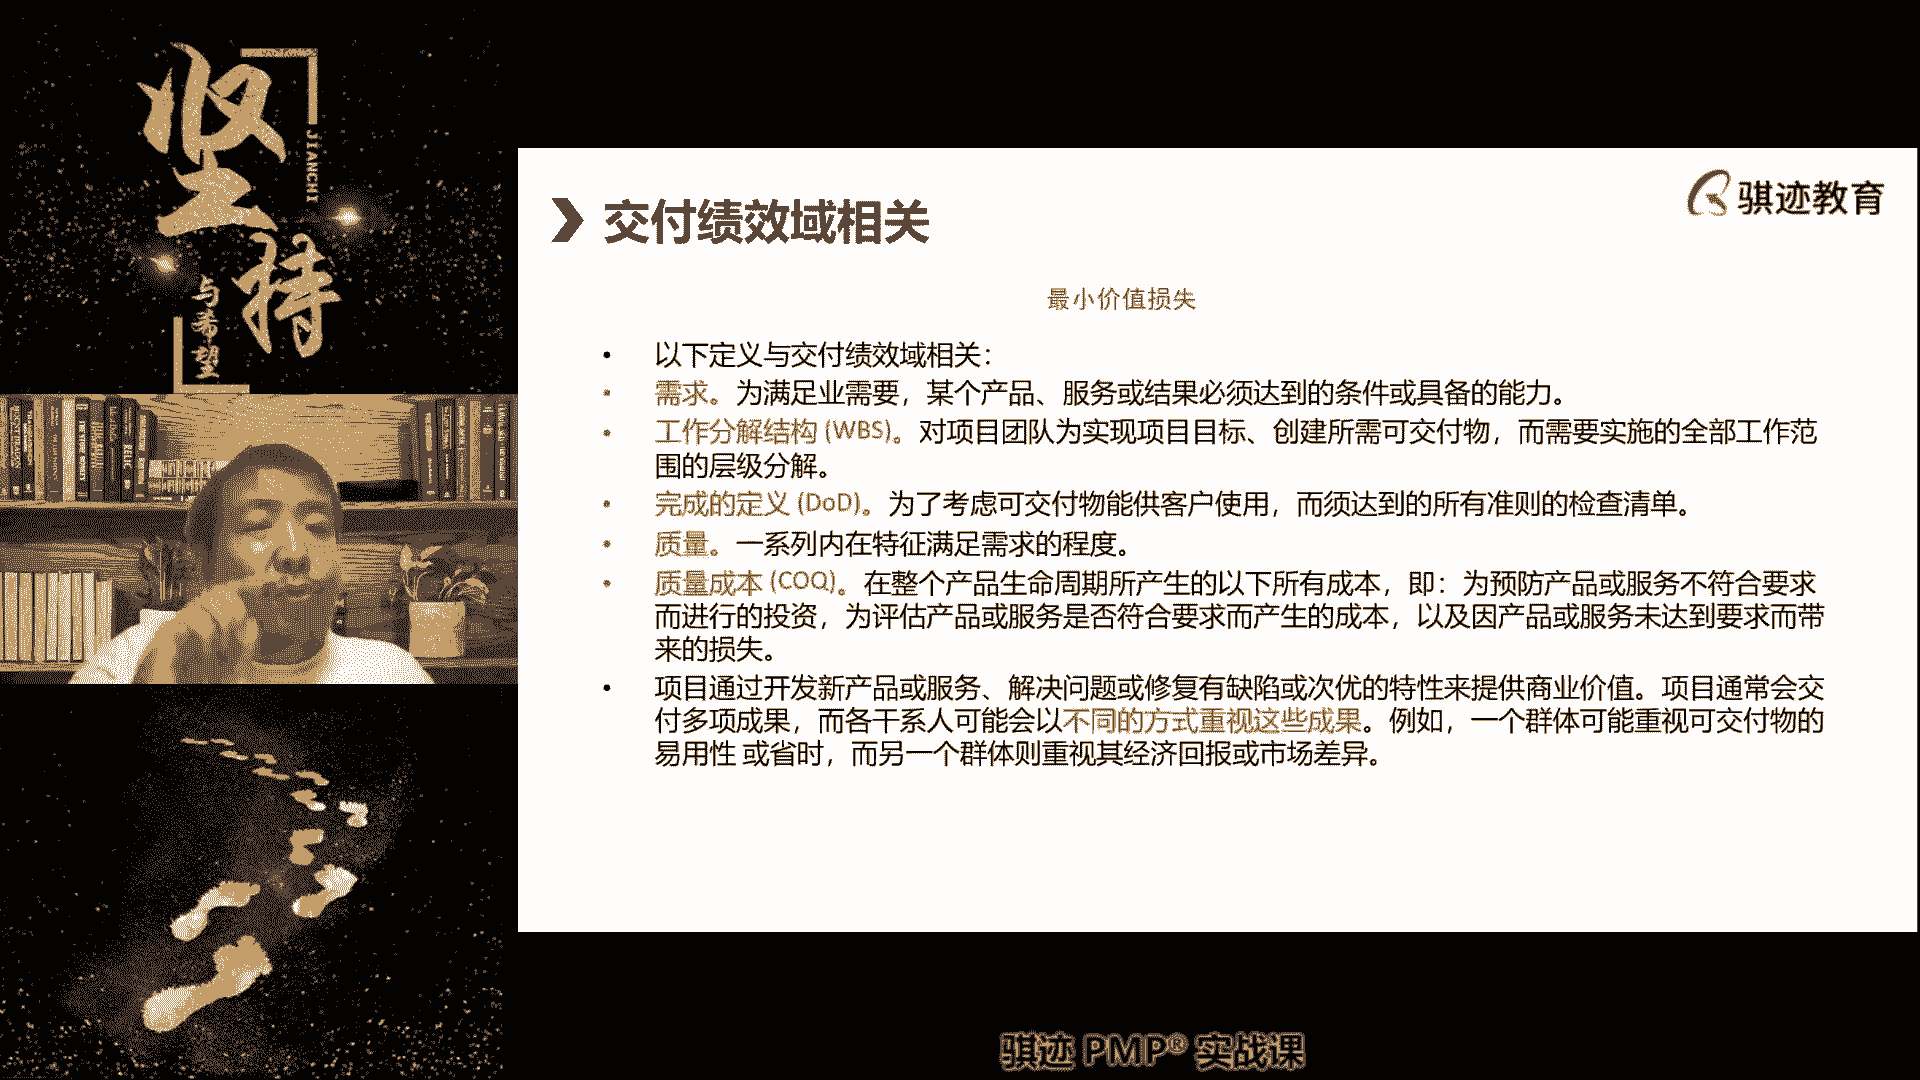 坚持
JIANCHI
与希望
骐迹教育
交付绩效域相关
最小价值损失
• 以下定义与交付绩效域相关：
• 需求。为满足业需要，某个产品、服务或结果必须达到的条件或具备的能力。
• 工作分解结构 (WBS)。对项目团队为实现项目目标、创建所需可交付物，而需要实施的全部工作范
围的层级分解。
• 完成的定义 (DoD)。为了考虑可交付物能供客户使用，而须达到的所有准则的检查清单。
• 质量。一系列内在特征满足需求的程度。
• 质量成本 (COQ)。在整个产品生命周期所产生的以下所有成本，即：为预防产品或服务不符合要求
而进行的投资，为评估产品或服务是否符合要求而产生的成本，以及因产品或服务未达到要求而带
来的损失。
• 项目通过开发新产品或服务、解决问题或修复有缺陷或次优的特性来提供商业价值。项目通常会交
付多项成果，而各干系人可能会以不同的方式重视这些成果。例如，一个群体可能重视可交付物的
易用性 或省时，而另一个群体则重视其经济回报或市场差异。
骐迹 PMP® 实战课